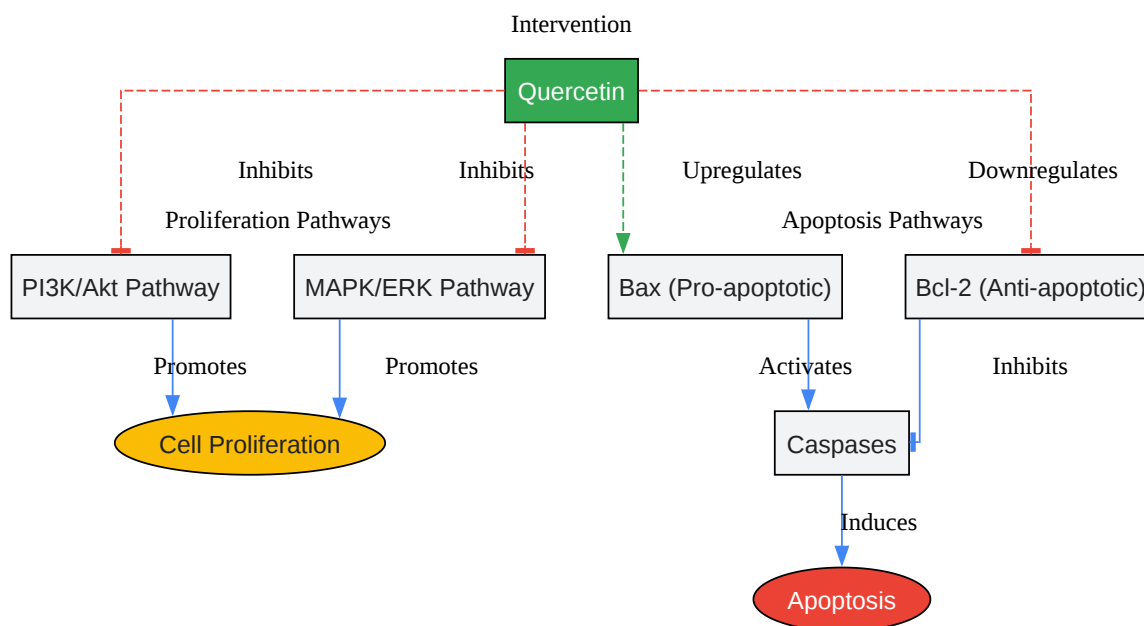 Intervention
Quercetin
Inhibits
Inhibits
Upregulates
Downregulates
Proliferation Pathways
Apoptosis Pathways
PI3K/Akt Pathway
MAPK/ERK Pathway
Bax (Pro-apoptotic)
Bcl-2 (Anti-apoptotic)
Promotes
Promotes
Activates
Inhibits
Cell Proliferation
Caspases
Induces
Apoptosis